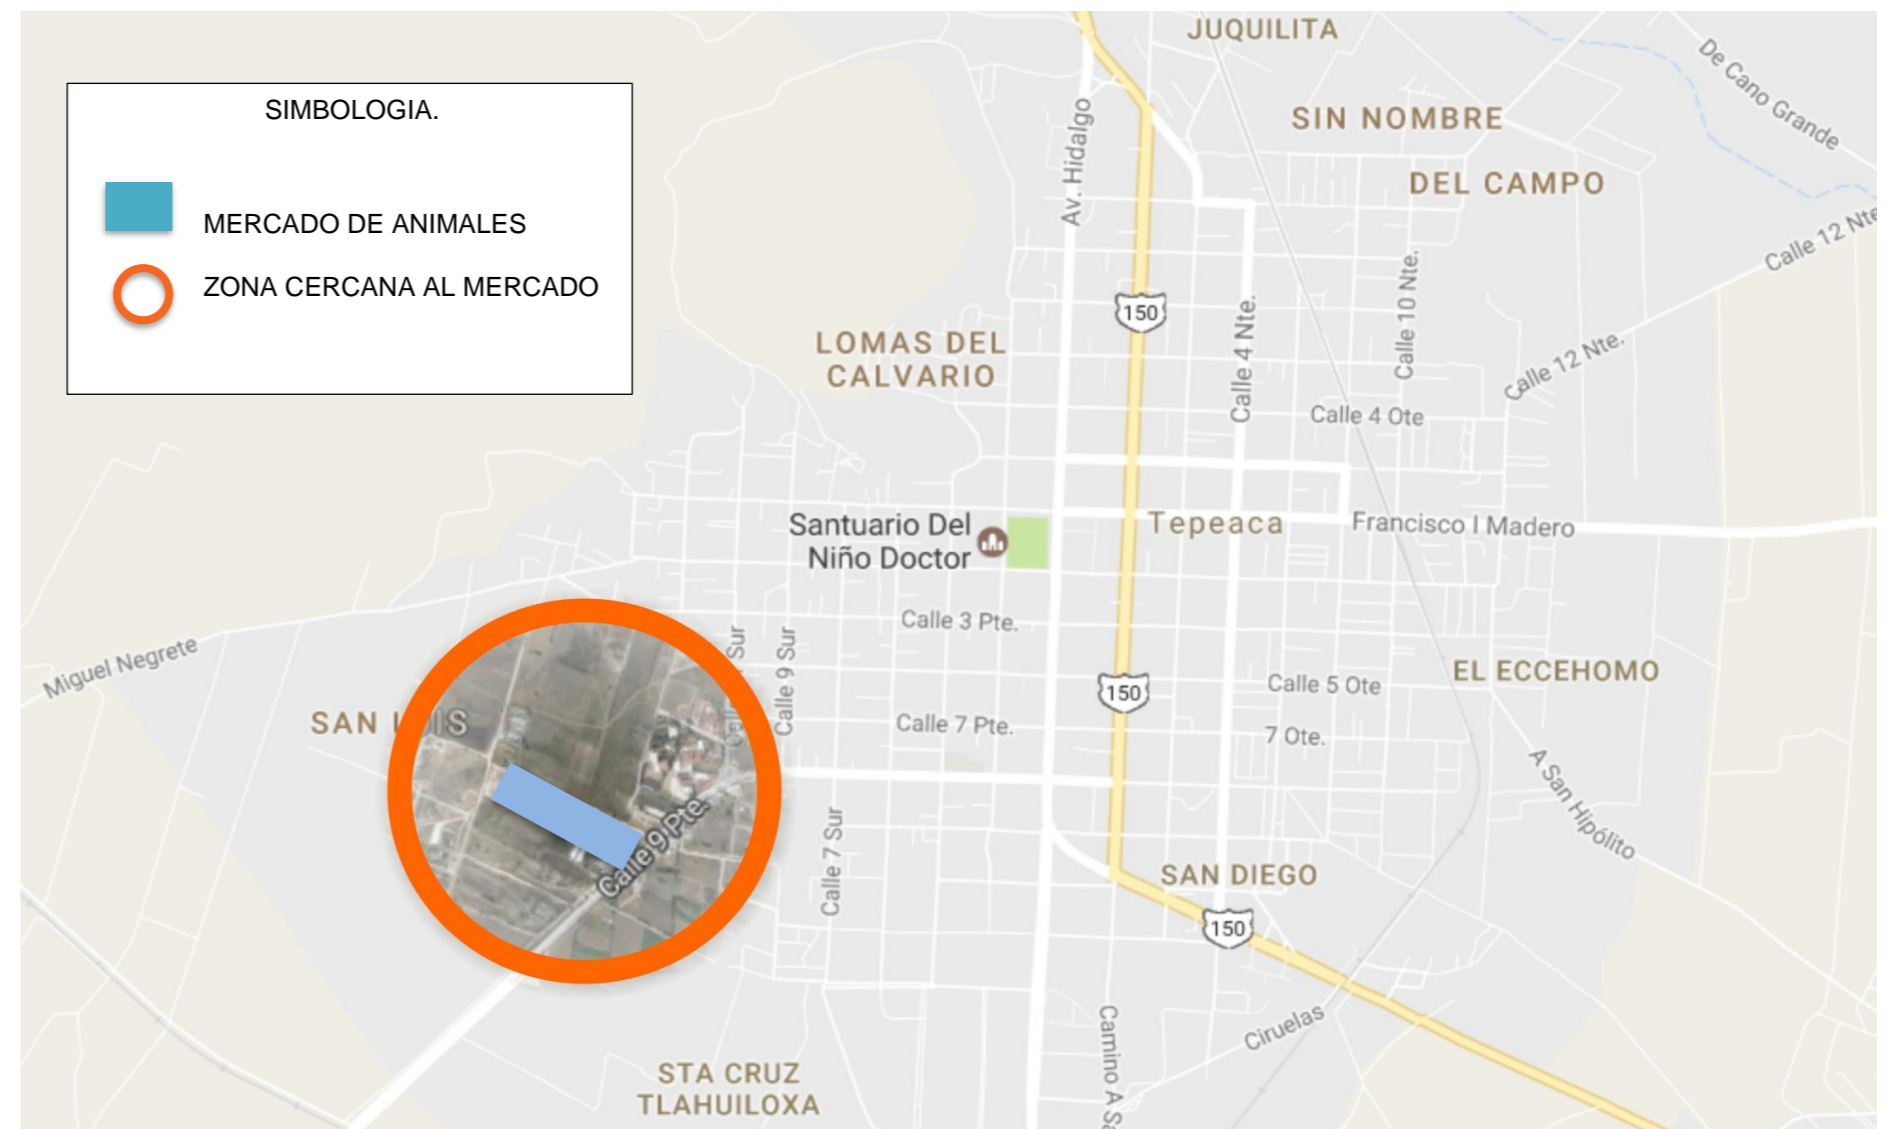 JUQUILITA
De Cano Grande
SIMBOLOGIA.
MERCADO DE ANIMALES
ZONA CERCANA AL MERCADO
SIN NOMBRE
DEL CAMPO
Av. Hidalgo
Calle 12 Nte
150
Calle 10 Nte.
Calle 4 Nte.
LOMAS DEL
CALVARIO
Calle 12 Nte.
Calle 4 Ote
Santuario Del
Niño Doctor
Tepeaca
Francisco I Madero
Calle 3 Pte.
Miguel Negrete
Sur
Calle 9 Sur
EL ECCEHOMO
150
Calle 5 Ote
SAN LUIS
Calle 7 Pte.
7 Ote.
A San Hipólito
Calle 9 Pte.
Calle 7 Sur
SAN DIEGO
150
Ciruelas
Camino A Sa
STA CRUZ
TLAHUILOXA